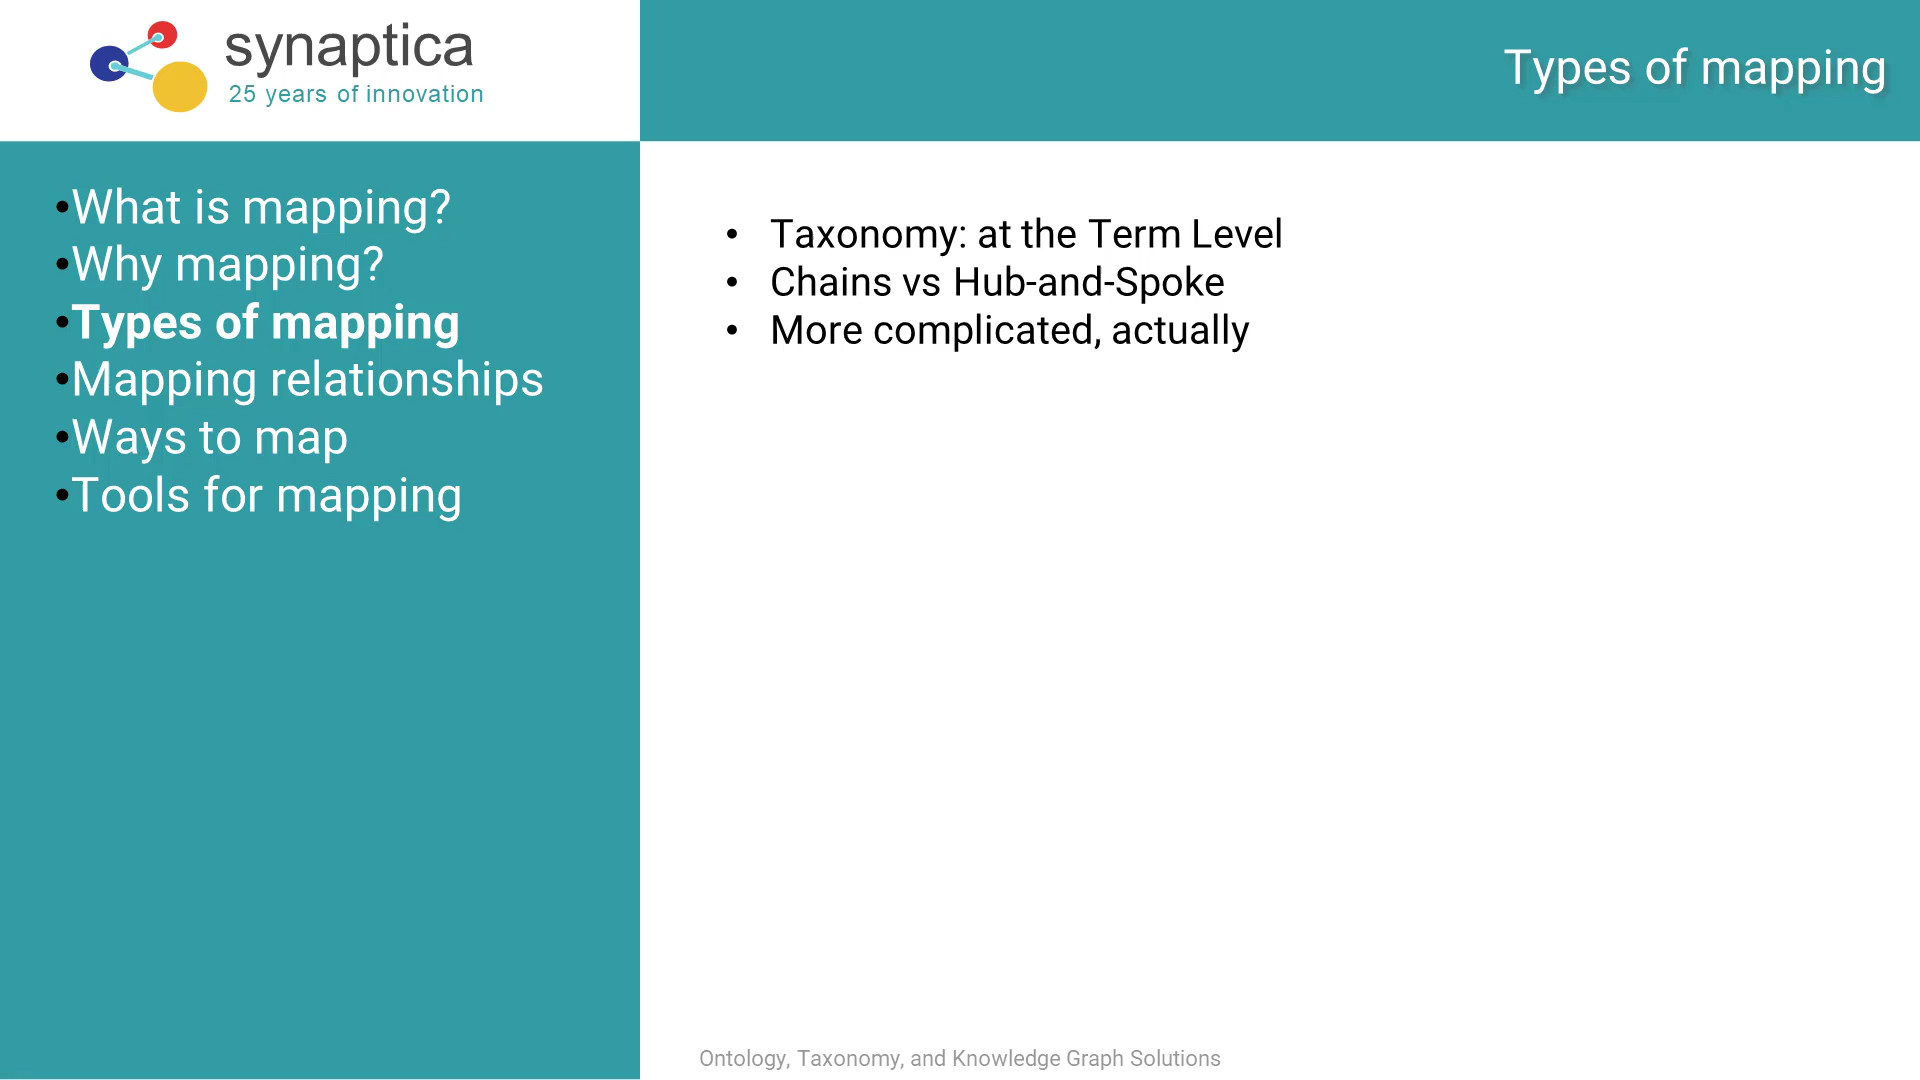 synaptica
25 years of innovation
Types of mapping
•What is mapping?
•Why mapping?
•Types of mapping
•Mapping relationships
•Ways to map
•Tools for mapping
• Taxonomy: at the Term Level
• Chains vs Hub-and-Spoke
• More complicated, actually
Ontology, Taxonomy, and Knowledge Graph Solutions